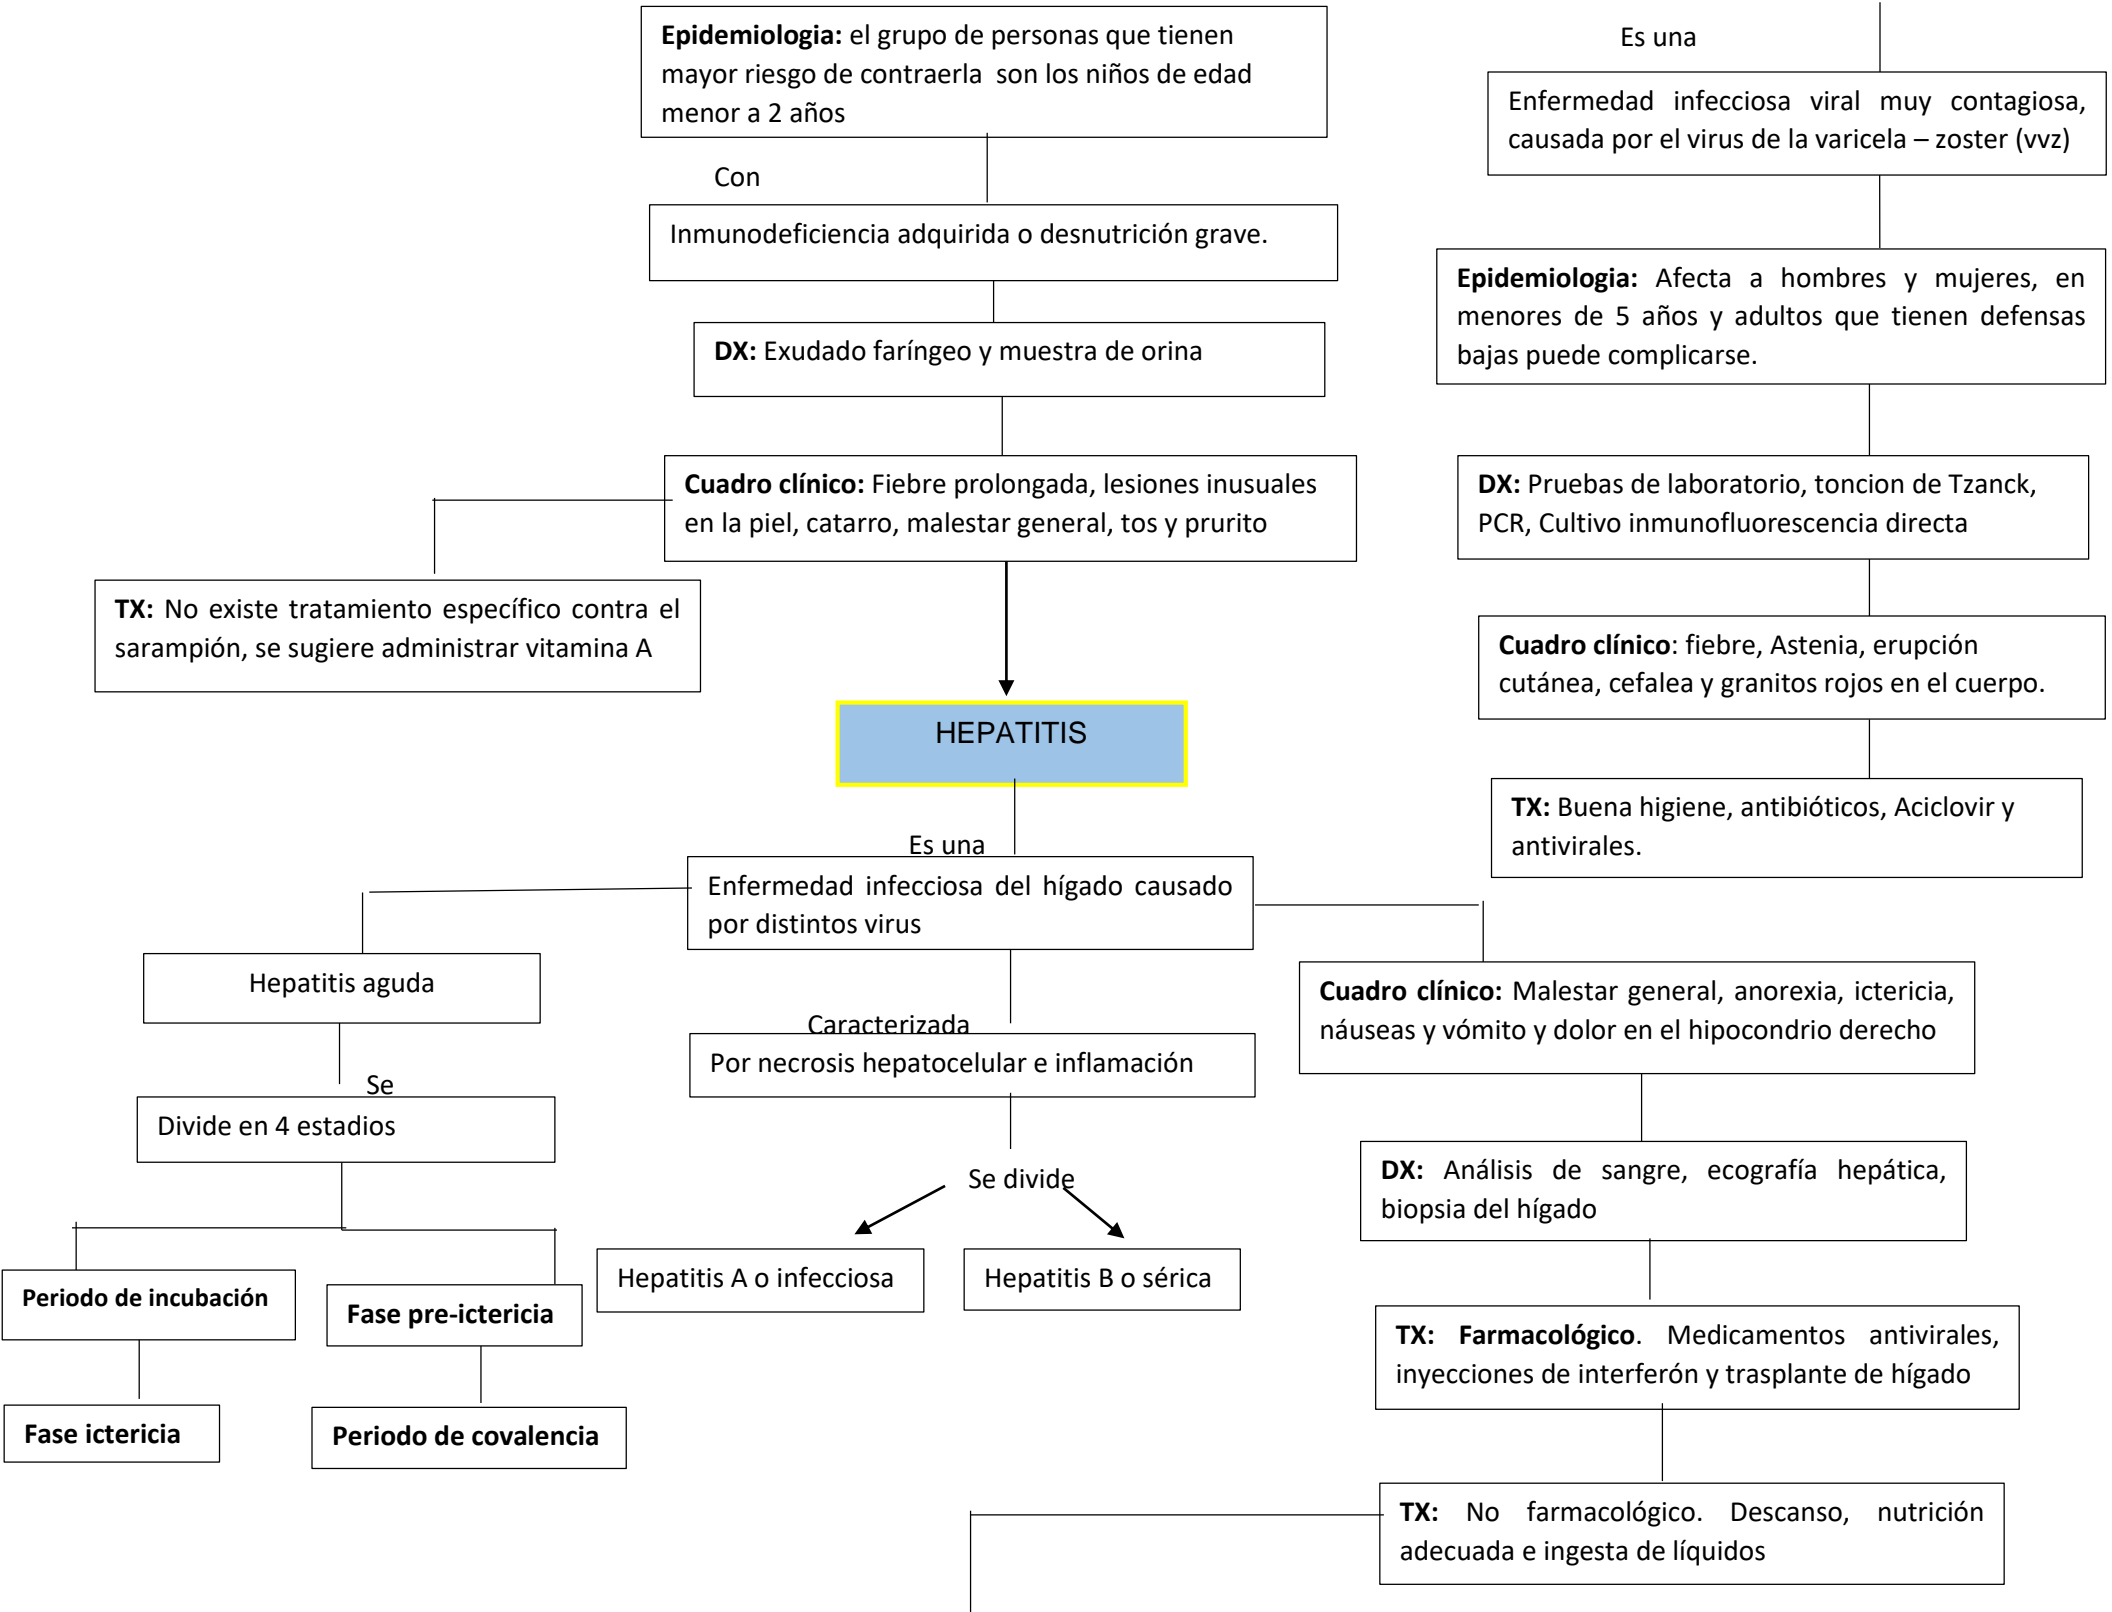 Epidemiologia: el grupo de personas que tienen
mayor riesgo de contraerla son los niños de edad
menor a 2 años
Con
Inmunodeficiencia adquirida o desnutrición grave.
DX: Exudado faríngeo y muestra de orina
Cuadro clínico: Fiebre prolongada, lesiones inusuales
en la piel, catarro, malestar general, tos y prurito
TX: No existe tratamiento específico contra el
sarampión, se sugiere administrar vitamina A
Es una
Enfermedad infecciosa viral muy contagiosa,
causada por el virus de la varicela – zoster (vvz)
Epidemiologia: Afecta a hombres y mujeres, en
menores de 5 años y adultos que tienen defensas
bajas puede complicarse.
DX: Pruebas de laboratorio, toncion de Tzanck,
PCR, Cultivo inmunofluorescencia directa
Cuadro clínico: fiebre, Astenia, erupción
cutánea, cefalea y granitos rojos en el cuerpo.
TX: Buena higiene, antibióticos, Aciclovir y
antivirales.
HEPATITIS
Es una
Enfermedad infecciosa del hígado causado
por distintos virus
Hepatitis aguda
Se
Divide en 4 estadios
Periodo de incubación
Fase pre-ictericia
Fase ictericia
Periodo de covalencia
Caracterizada
Por necrosis hepatocelular e inflamación
Se divide
Hepatitis A o infecciosa
Hepatitis B o sérica
Cuadro clínico: Malestar general, anorexia, ictericia,
náuseas y vómito y dolor en el hipocondrio derecho
DX: Análisis de sangre, ecografía hepática,
biopsia del hígado
TX: Farmacológico. Medicamentos antivirales,
inyecciones de interferón y trasplante de hígado
TX: No farmacológico. Descanso, nutrición
adecuada e ingesta de líquidos